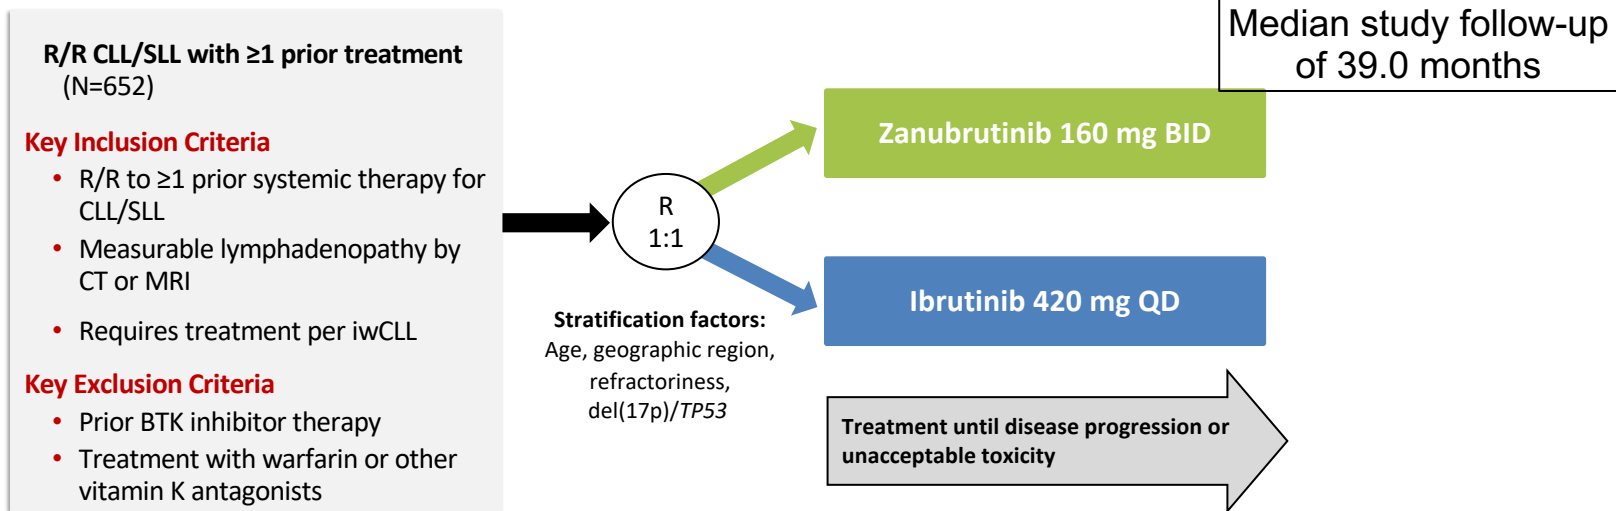 R/R CLL/SLL with ≥1 prior treatment
(N=652)
Key Inclusion Criteria
• R/R to ≥1 prior systemic therapy for
CLL/SLL
• Measurable lymphadenopathy by
CT or MRI
• Requires treatment per iwCLL
Key Exclusion Criteria
• Prior BTK inhibitor therapy
• Treatment with warfarin or other
vitamin K antagonists
R
1:1
Stratification factors:
Age, geographic region,
refractoriness,
del(17p)/TP53
Median study follow-up
of 39.0 months
Zanubrutinib 160 mg BID
Ibrutinib 420 mg QD
Treatment until disease progression or
unacceptable toxicity